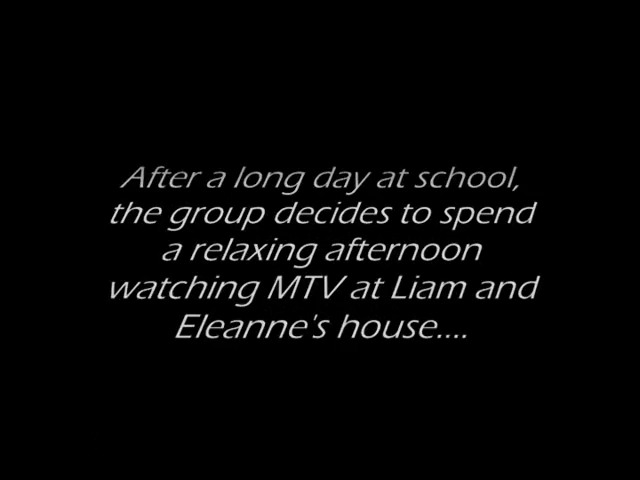 After a long day at school,
the group decides to spend
a relaxing afternoon
watching MTV at Liam and
Eleanne's house....